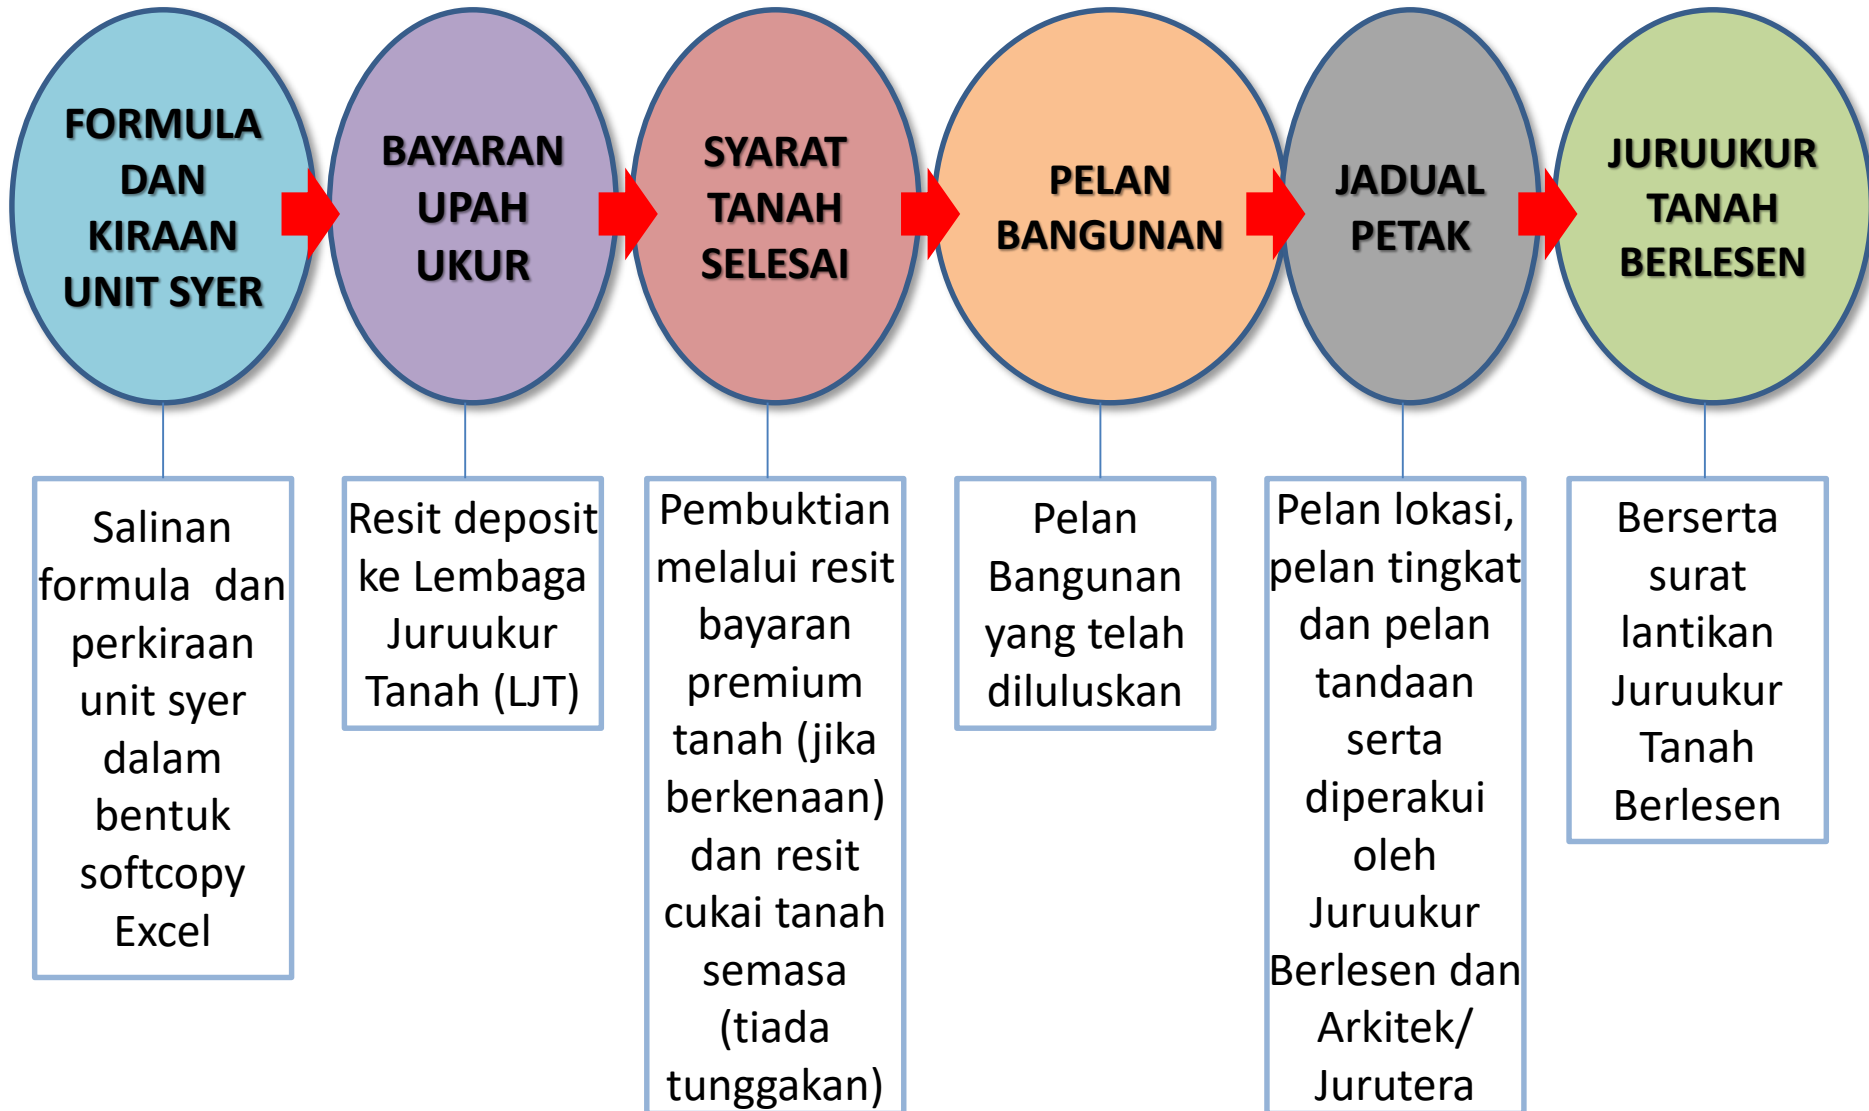 FORMULA
DAN
KIRAAN
UNIT SYER
BAYARAN
UPAH
UKUR
SYARAT
TANAH
SELESAI
PELAN
BANGUNAN
JADUAL
PETAK
JURUUKUR
TANAH
BERLESEN
Salinan
formula dan
perkiraan
unit syer
dalam
bentuk
softcopy
Excel
Resit deposit
ke Lembaga
Juruukur
Tanah (LJT)
Pembuktian
melalui resit
bayaran
premium
tanah (jika
berkenaan)
dan resit
cukai tanah
semasa
(tiada
tunggakan)
Pelan
Bangunan
yang telah
diluluskan
Pelan lokasi,
pelan tingkat
dan pelan
tandaan
serta
diperakui
oleh
Juruukur
Berlesen dan
Arkitek/
Jurutera
Berserta
surat
lantikan
Juruukur
Tanah
Berlesen